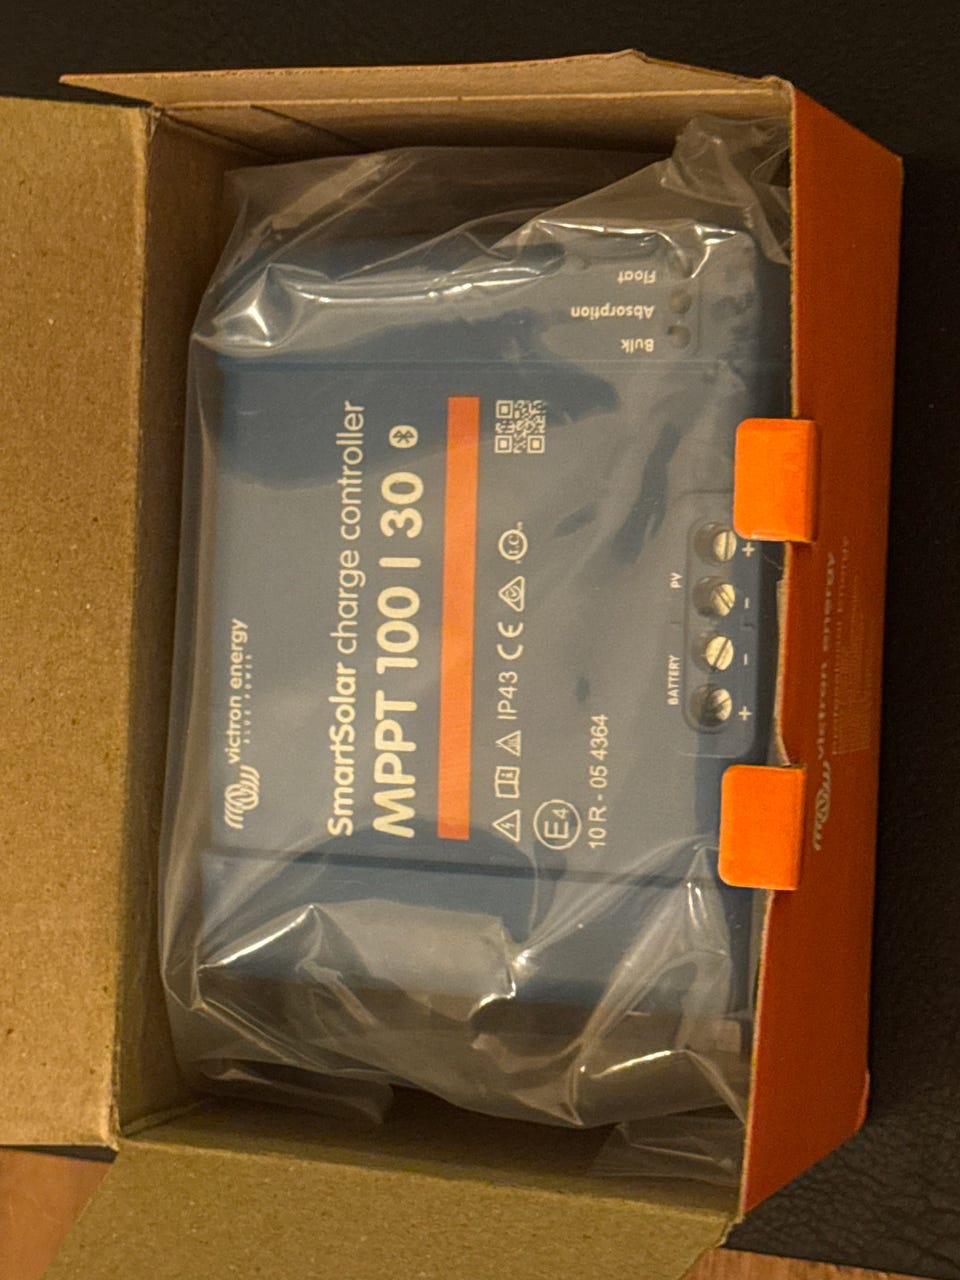 victron energy
BLUE POWER
SmartSolar charge controller
MPPT 100 | 30
IP43 CE
E4
10 R - 05 4364
BATTERY PV
+ - - +
Bulk
Absorption
Float
victron energy